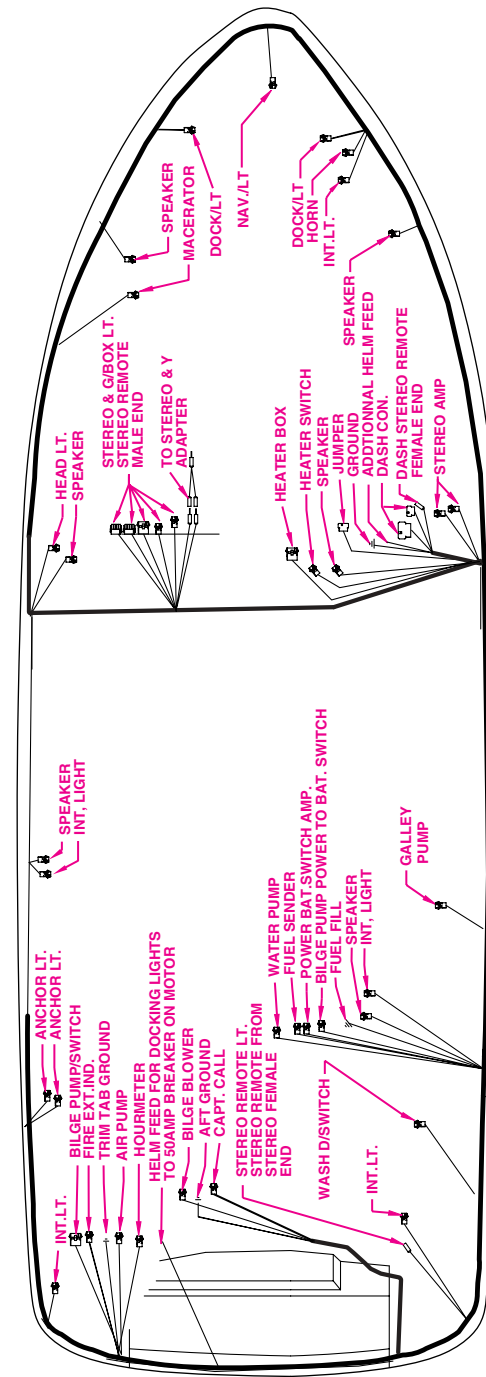 HEAD LT.
SPEAKER
SPEAKER
MACERATOR
DOCK/LT
NAV./LT
STEREO & G/BOX LT.
STEREO REMOTE
MALE END
TO STEREO & Y
ADAPTER
DOCK/LT
HORN
INT.LT.
SPEAKER
HEATER BOX
HEATER SWITCH
SPEAKER
JUMPER
GROUND
ADDTIONNAL HELM FEED
DASH CON.
DASH STEREO REMOTE
FEMALE END
STEREO AMP
SPEAKER
INT, LIGHT
ANCHOR LT.
ANCHOR LT.
INT.LT.
BILGE PUMP/SWITCH
FIRE EXT.IND.
TRIM TAB GROUND
AIR PUMP
HOURMETER
HELM FEED FOR DOCKING LIGHTS
TO 50AMP BREAKER ON MOTOR
BILGE BLOWER
AFT GROUND
CAPT. CALL
STEREO REMOTE LT.
STEREO REMOTE FROM
STEREO FEMALE
END
WATER PUMP
FUEL SENDER
POWER BAT.SWITCH AMP.
BILGE PUMP POWER TO BAT. SWITCH
FUEL FILL
SPEAKER
INT, LIGHT
GALLEY
PUMP
WASH D/SWITCH
INT.LT.